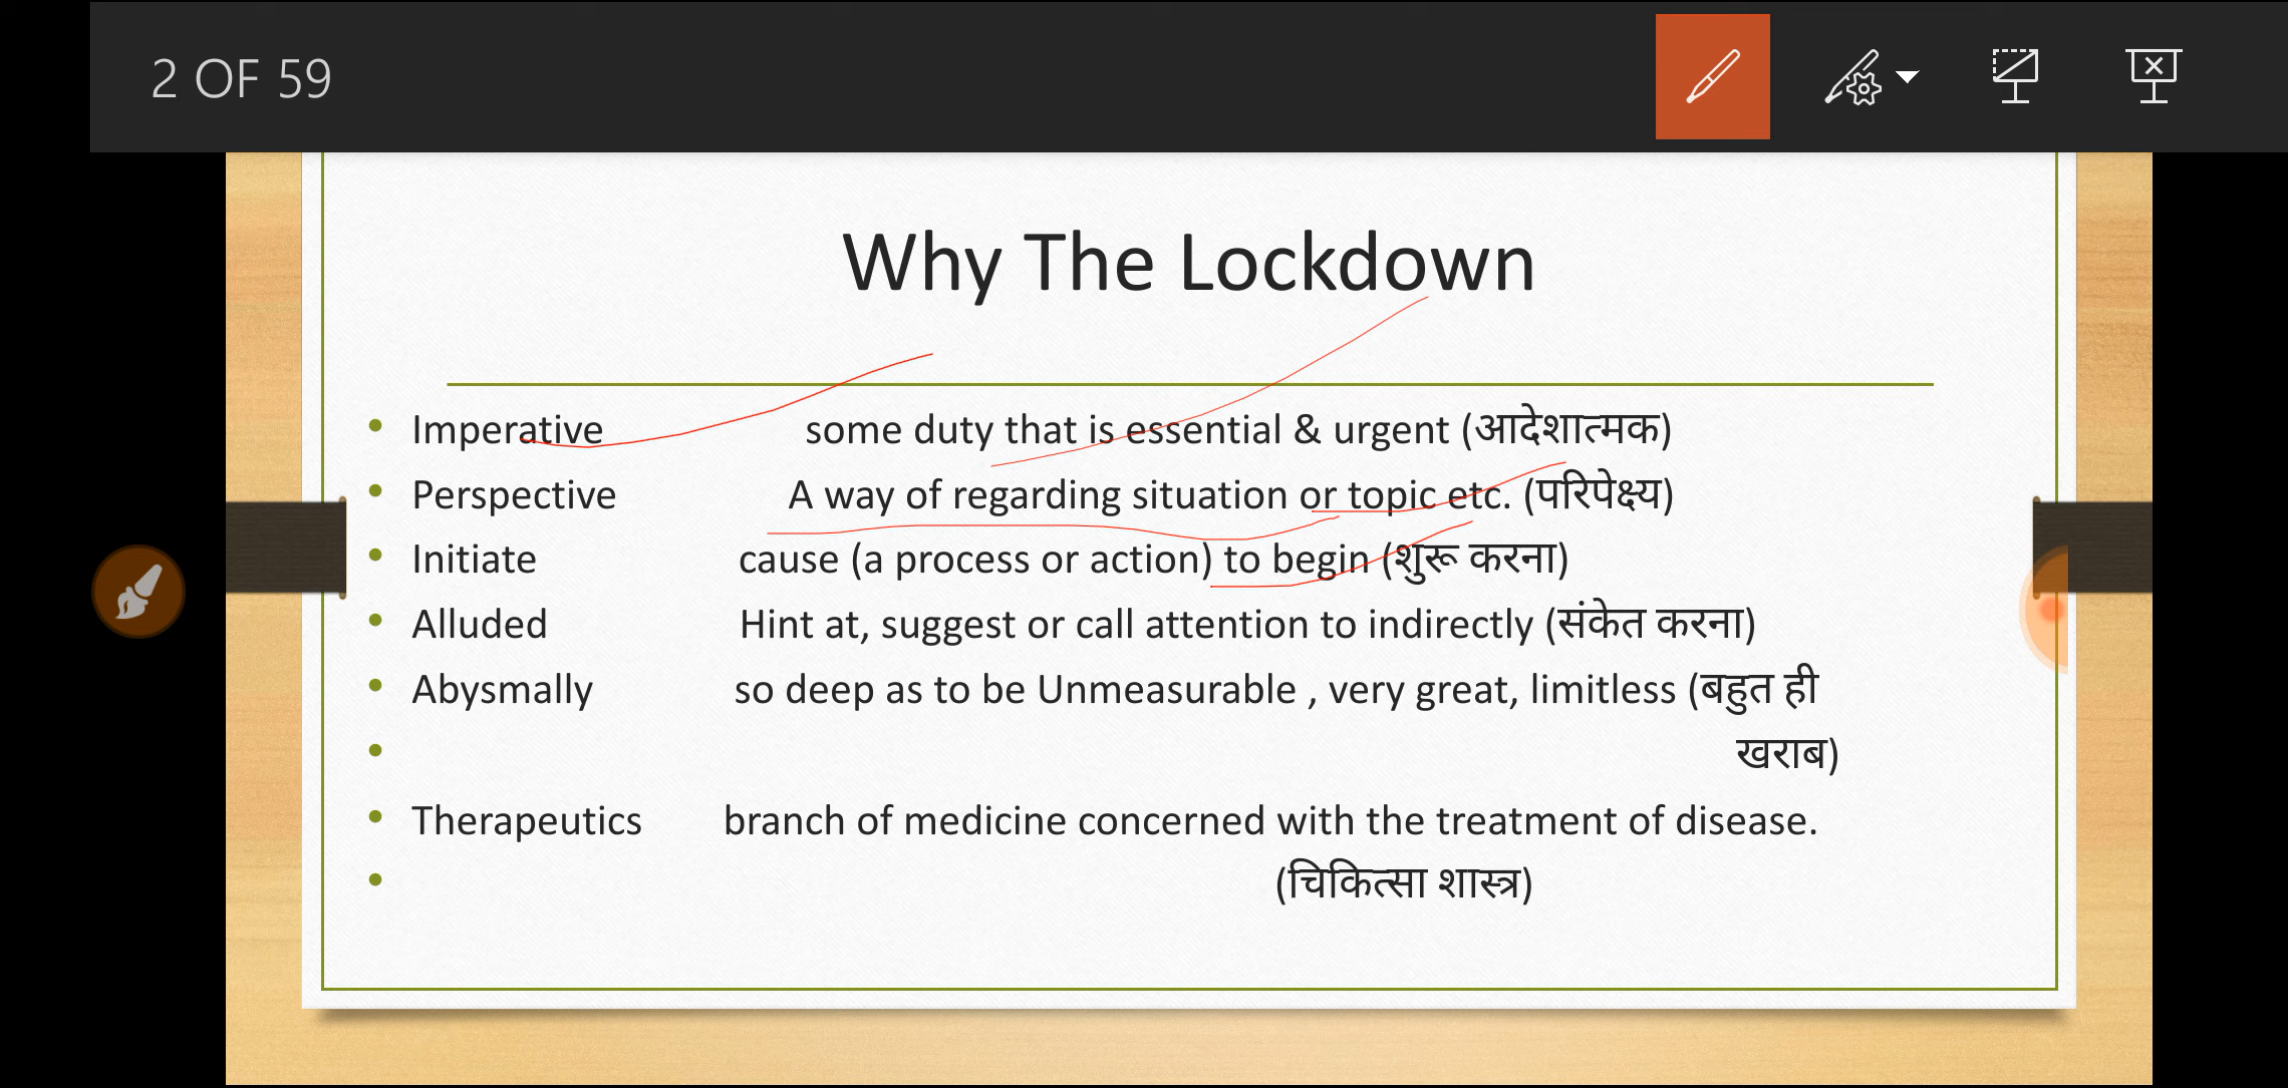 2 OF 59
Why The Lockdown
Imperative some duty that is essential & urgent (आदेशात्मक)
Perspective A way of regarding situation or topic etc. (परिपेक्ष्य)
Initiate cause (a process or action) to begin (शुरू करना)
Alluded Hint at, suggest or call attention to indirectly (संकेत करना)
Abysmally so deep as to be Unmeasurable , very great, limitless (बहुत ही
खराब)
Therapeutics branch of medicine concerned with the treatment of disease.
(चिकित्सा शास्त्र)